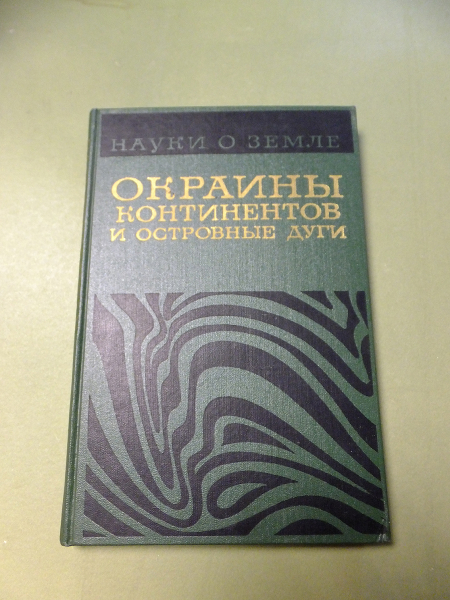 НАУКИ О ЗЕМЛЕ
ОКРАИНЫ
КОНТИНЕНТОВ
И ОСТРОВНЫЕ ДУГИ